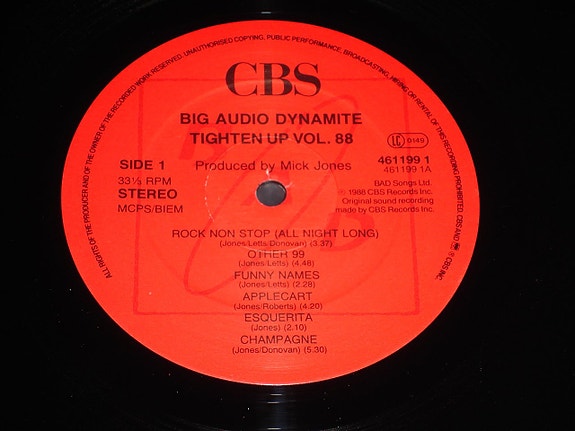 ALL RIGHTS OF THE PRODUCER AND OF THE OWNER OF THE RECORDED WORK RESERVED. UNAUTHORISED COPYING, PUBLIC PERFORMANCE, BROADCASTING, HIRING OR RENTAL OF THIS RECORDING PROHIBITED. CBS AND ® CBS INC.
CBS
BIG AUDIO DYNAMITE
TIGHTEN UP VOL. 88
LC 0149
SIDE 1
Produced by Mick Jones
461199 1
33⅓ RPM
461199 1A
STEREO
BAD Songs Ltd.
MCPS/BIEM
℗ 1988 CBS Records Inc.
Original sound recording
made by CBS Records Inc.
ROCK NON STOP (ALL NIGHT LONG)
(Jones/Letts/Donovan) (3.37)
OTHER 99
(Jones/Letts) (4.48)
FUNNY NAMES
(Jones/Letts) (2.28)
APPLECART
(Jones/Roberts) (4.20)
ESQUERITA
(Jones) (2.10)
CHAMPAGNE
(Jones/Donovan) (5.30)